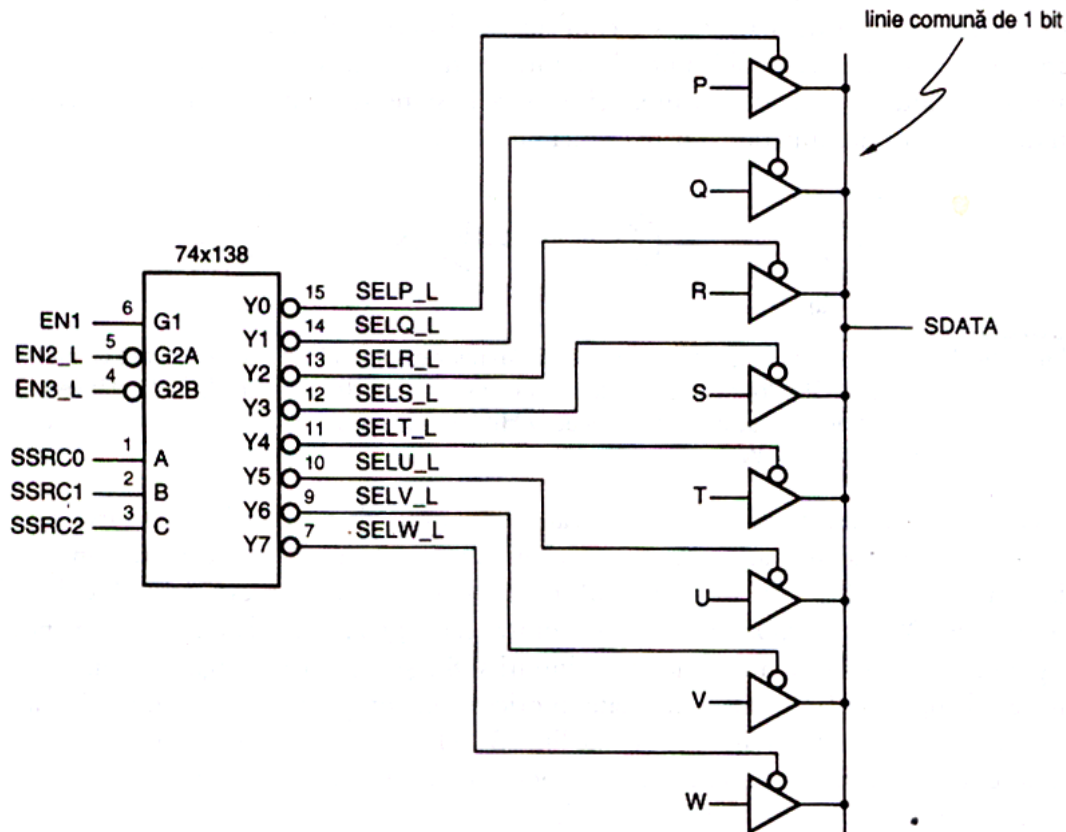 linie comună de 1 bit
P
Q
R
SDATA
S
T
U
V
W
74x138
EN1 6 G1
EN2_L 5 G2A
EN3_L 4 G2B
SSRC0 1 A
SSRC1 2 B
SSRC2 3 C
Y0 15 SELP_L
Y1 14 SELQ_L
Y2 13 SELR_L
Y3 12 SELS_L
Y4 11 SELT_L
Y5 10 SELU_L
Y6 9 SELV_L
Y7 7 SELW_L